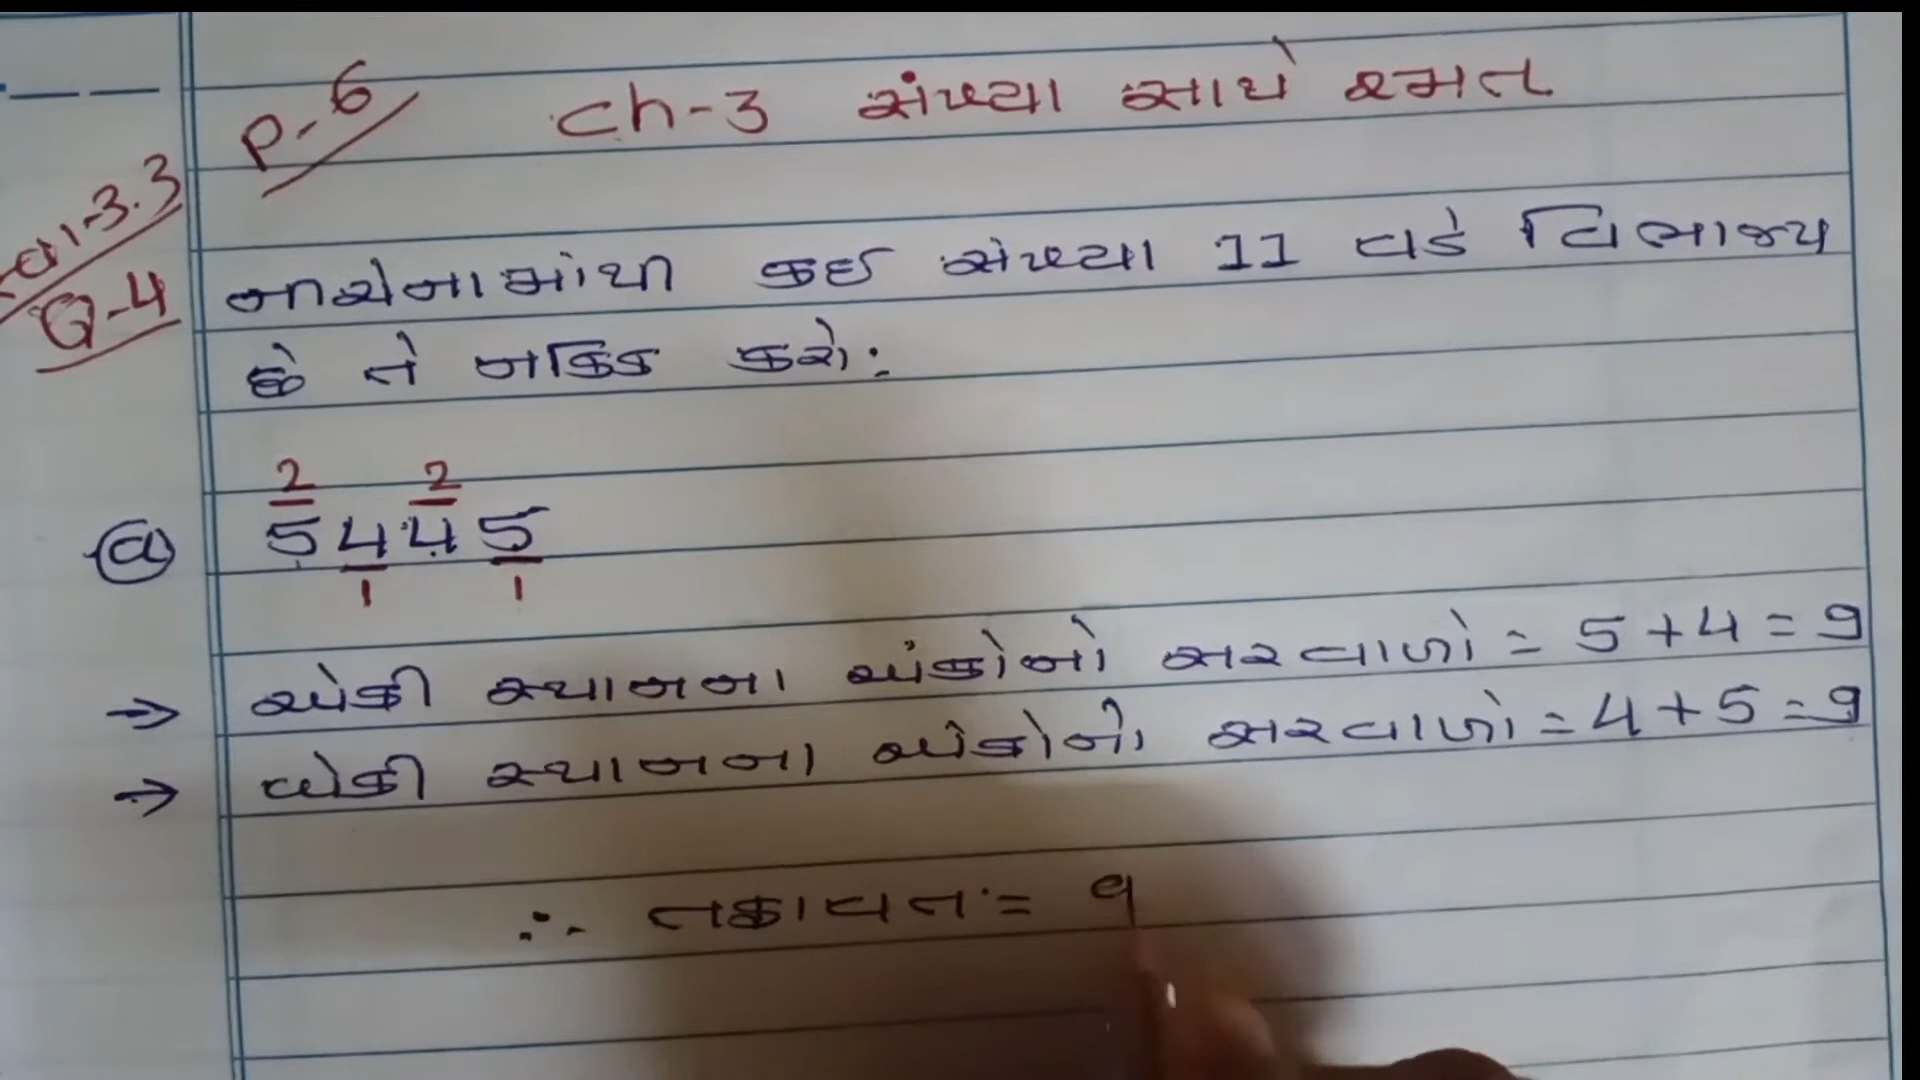 P-6 Ch-3 સંખ્યા સાથે રમત
સ્વા-3.3
Q-4 નીચેનામાંથી કઈ સંખ્યા 11 વડે વિભાજ્ય
છે તે નક્કિ કરો:
2 2
(a) 5445
1 1
→ એકી સ્થાનના અંકોનો સરવાળો = 5+4=9
→ બેકી સ્થાનના અંકોનો સરવાળો = 4+5=9
∴ તફાવત = 9